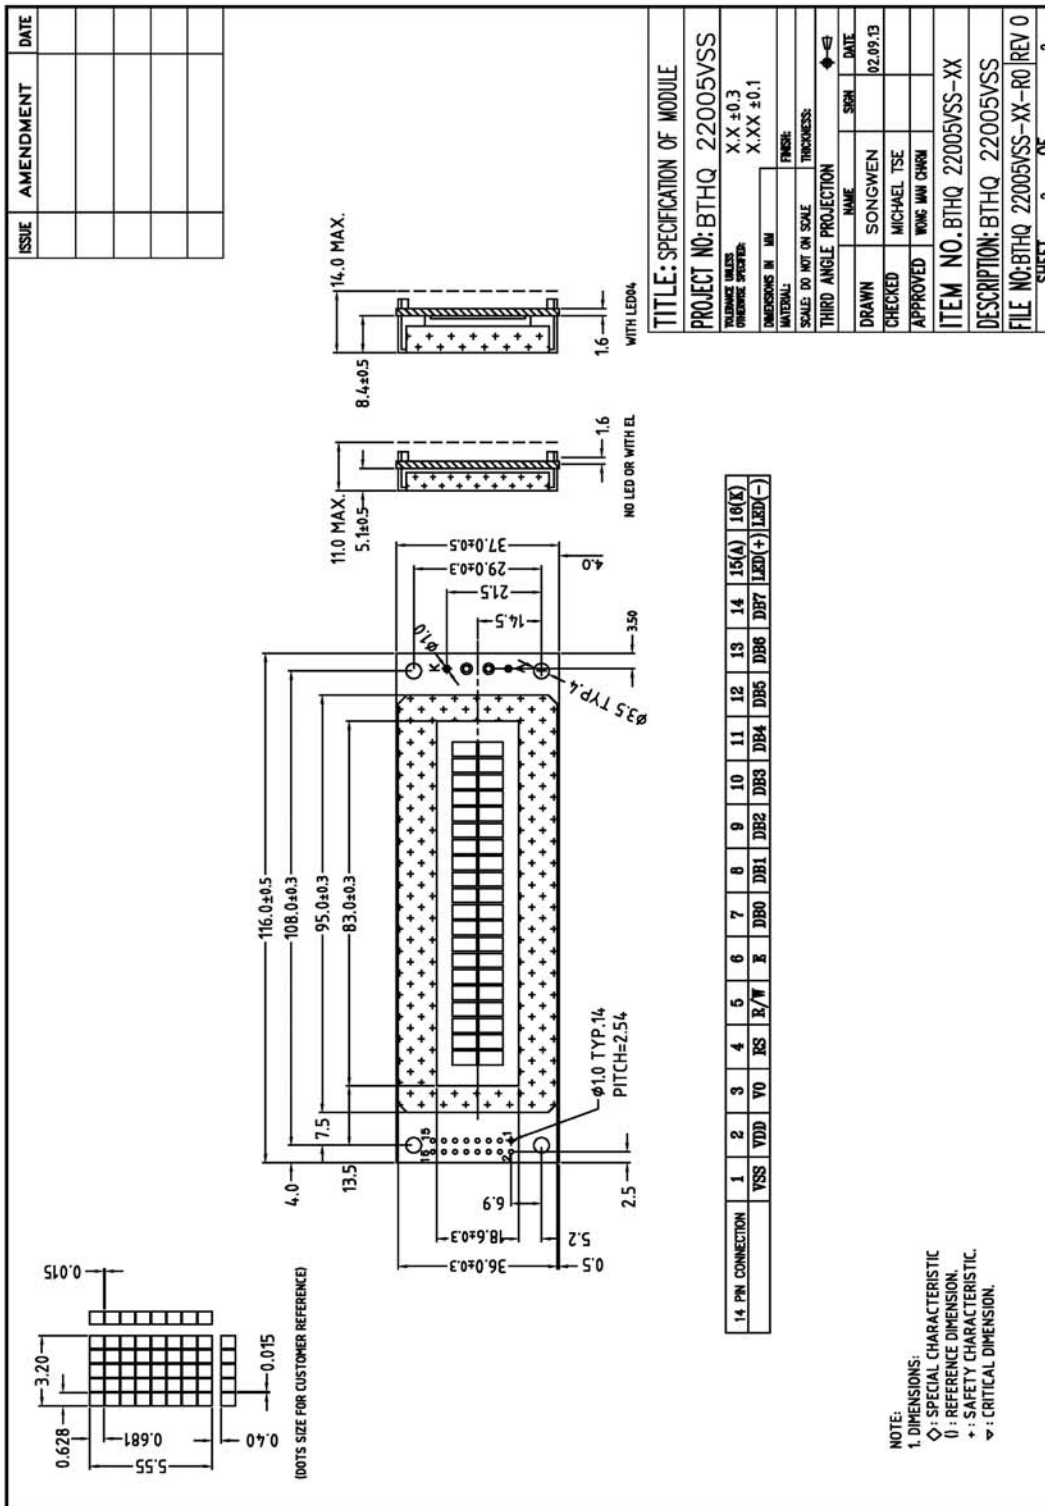 ISSUE AMENDMENT DATE
0.015
3.20
0.628
0.681
5.55
0.40
0.015
(DOTS SIZE FOR CUSTOMER REFERENCE)
116.0±0.5
108.0±0.3
95.0±0.3
83.0±0.3
4.0
7.5
13.5
16 15
2 1
K
A
Ø1.0
Ø3.5 TYP.4
Ø1.0 TYP.14
PITCH=2.54
6.9
18.6±0.3
36.0±0.3
5.2
0.5
2.5
14.5
21.5
29.0±0.3
37.0±0.5
4.0
3.50
11.0 MAX.
5.1±0.5
1.6
NO LED OR WITH EL
14.0 MAX.
8.4±0.5
1.6
WITH LED04
14 PIN CONNECTION 1 2 3 4 5 6 7 8 9 10 11 12 13 14 15(A) 16(K)
VSS VDD V0 RS R/W E DB0 DB1 DB2 DB3 DB4 DB5 DB6 DB7 LED(+) LED(-)
NOTE:
1. DIMENSIONS:
◇: SPECIAL CHARACTERISTIC
(): REFERENCE DIMENSION.
+: SAFETY CHARACTERISTIC.
▽: CRITICAL DIMENSION.
TITLE: SPECIFICATION OF MODULE
PROJECT NO: BTHQ 22005VSS
TOLERANCE UNLESS
OTHERWISE SPECIFIED:
X.X ±0.3
X.XX ±0.1
DIMENSIONS IN MM
MATERIAL: FINISH:
SCALE: DO NOT ON SCALE THICKNESS:
THIRD ANGLE PROJECTION
NAME SIGN DATE
DRAWN SONGWEN 02.09.13
CHECKED MICHAEL TSE
APPROVED WONG MAN CHARM
ITEM NO. BTHQ 22005VSS-XX
DESCRIPTION: BTHQ 22005VSS
FILE NO: BTHQ 22005VSS-XX-R0 REV 0
SHEET OF